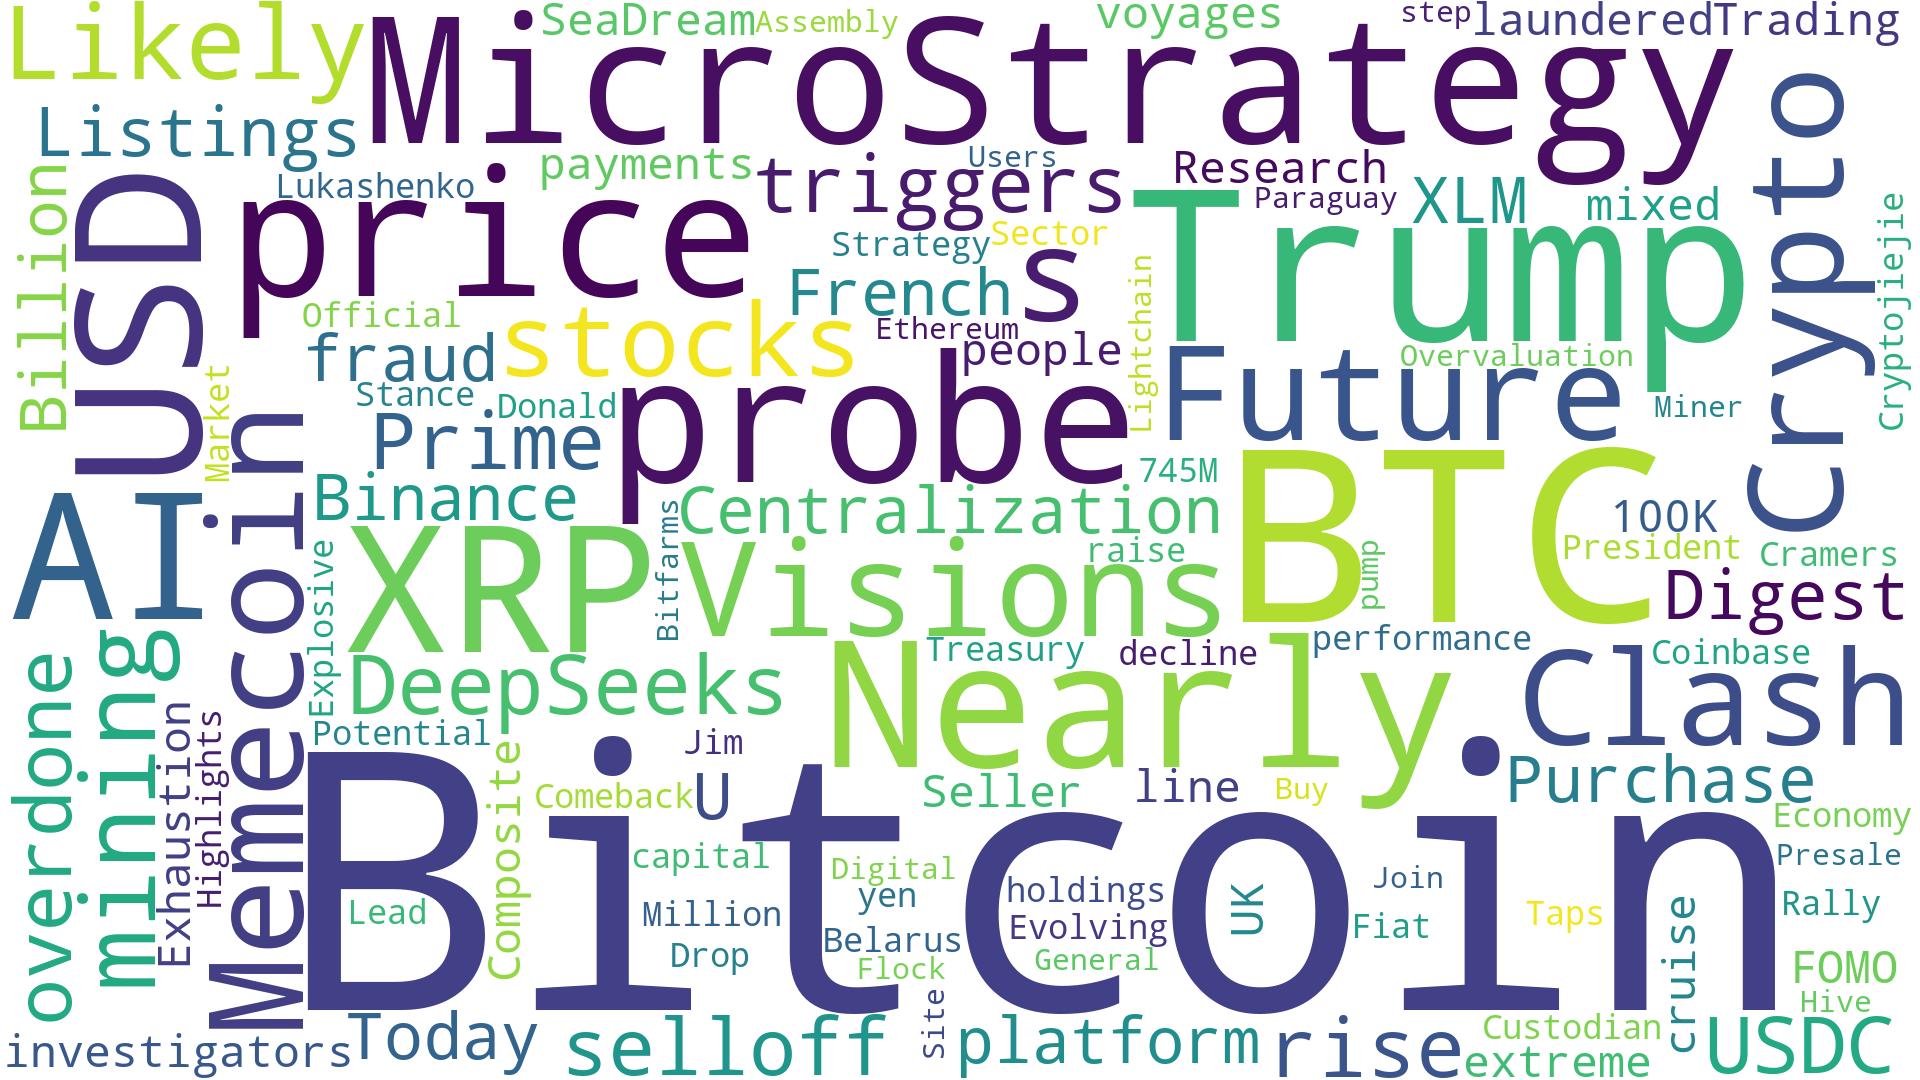 Likely
MicroStrategy
SeaDream
Assembly
voyages
step
launderedTrading
Listings
Billion
USD
price
Lukashenko
payments
triggers
Users
Research
Paraguay
XLM
mixed
Crypto
Cryptojiejie
Trump
Strategy
Sector
s
French
Official
stocks
Ethereum
people
Lightchain
fraud
Stance
Donald
Market
Prime
probe
Future
Overvaluation
Miner
745M
Memecoin
AI
Binance
Centralization
BTC
100K
President
Cramers
Digest
XRP
Bitfarms
Visions
raise
pump
Explosive
DeepSeeks
Treasury
decline
performance
Coinbase
Nearly
Clash
overdone
mining
Exhaustion
Highlights
Potential
Jim
Composite
Comeback
U
Seller
line
Buy
Purchase
Bitcoin
Economy
Presale
capital
Digital
holdings
UK
Join
Lead
Million
yen
Evolving
Fiat
Taps
cruise
Rally
Drop
Belarus
Flock
General
FOMO
Hive
investigators
Today
selloff
Site
platform
rise
Custodian
extreme
USDC